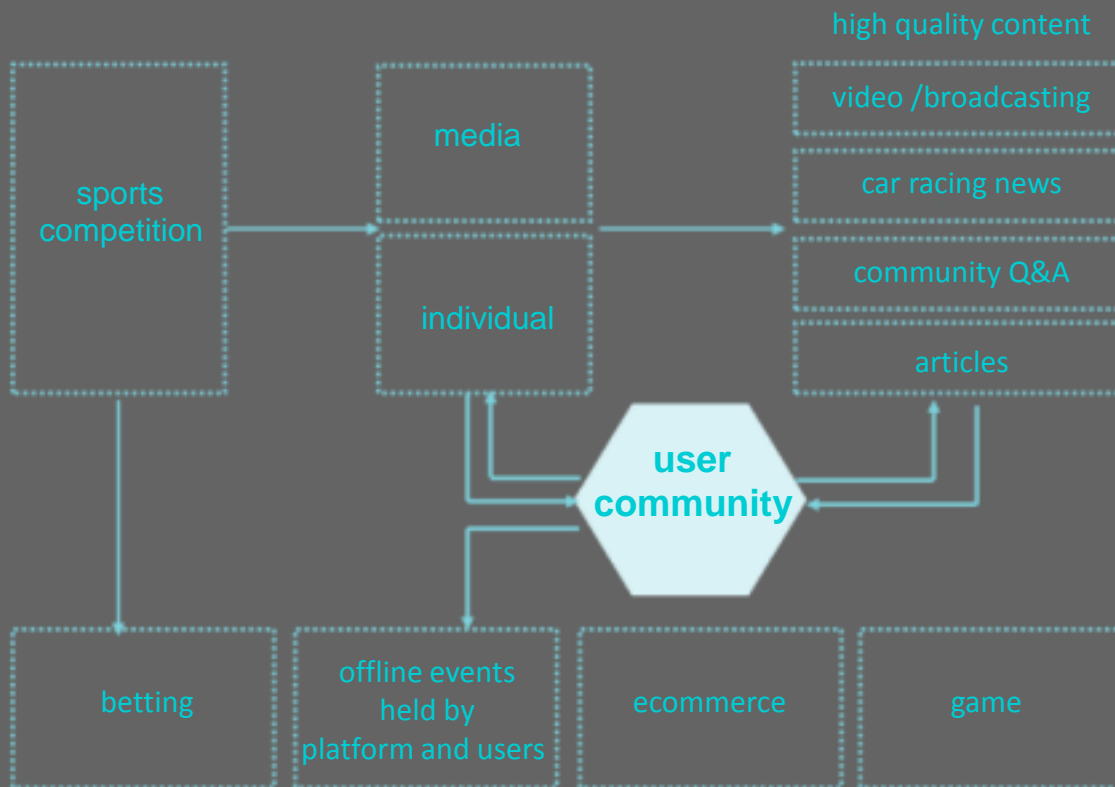 high quality content
video /broadcasting
media
car racing news
sports
competition
community Q&A
individual
articles
user
community
betting
offline events
held by
platform and users
ecommerce
game